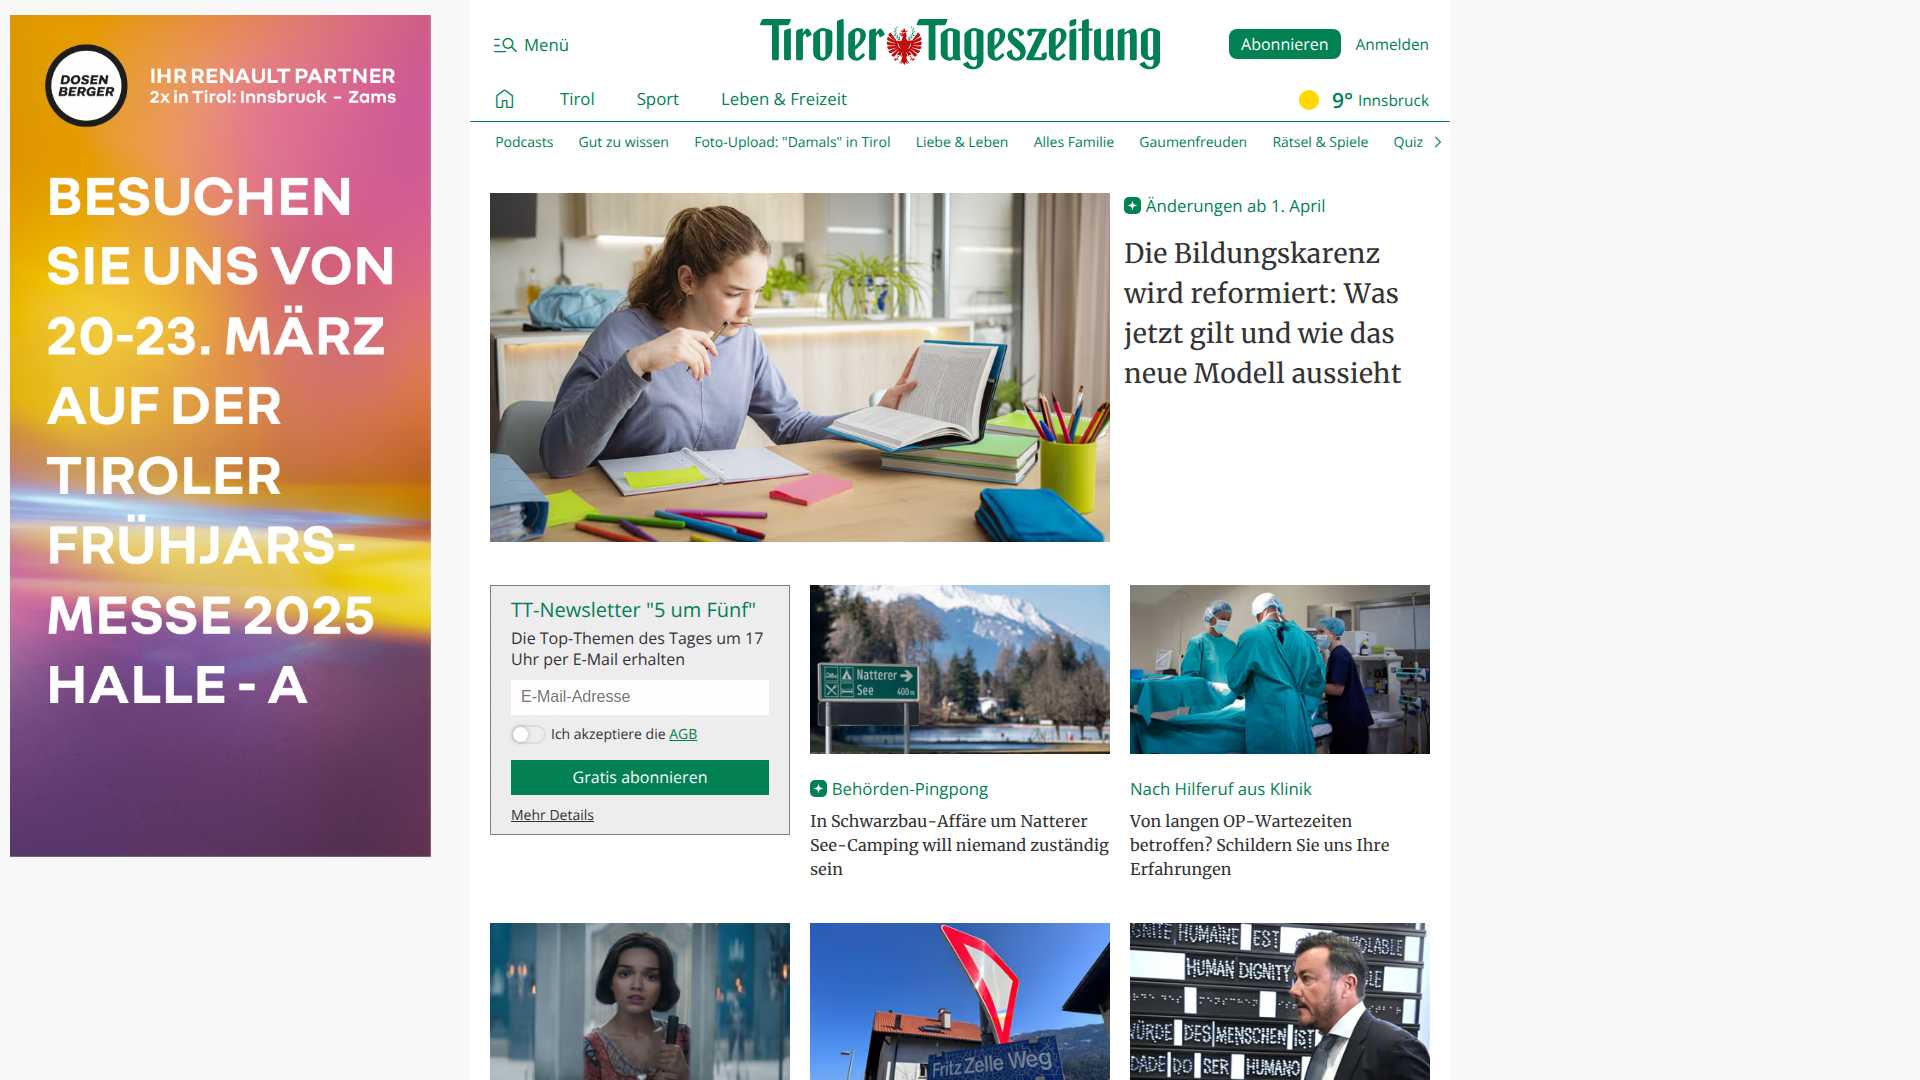 DOSEN
BERGER
IHR RENAULT PARTNER
2x in Tirol: Innsbruck - Zams
BESUCHEN
SIE UNS VON
20-23. MÄRZ
AUF DER
TIROLER
FRÜHJARS-
MESSE 2025
HALLE - A
Menü
Tiroler Tageszeitung
Abonnieren
Anmelden
Tirol
Sport
Leben & Freizeit
9° Innsbruck
Podcasts
Gut zu wissen
Foto-Upload: "Damals" in Tirol
Liebe & Leben
Alles Familie
Gaumenfreuden
Rätsel & Spiele
Quiz
Änderungen ab 1. April
Die Bildungskarenz
wird reformiert: Was
jetzt gilt und wie das
neue Modell aussieht
TT-Newsletter "5 um Fünf"
Die Top-Themen des Tages um 17
Uhr per E-Mail erhalten
E-Mail-Adresse
Ich akzeptiere die AGB
Gratis abonnieren
Mehr Details
Natterer
See 400 m
Behörden-Pingpong
In Schwarzbau-Affäre um Natterer
See-Camping will niemand zuständig
sein
Nach Hilferuf aus Klinik
Von langen OP-Wartezeiten
betroffen? Schildern Sie uns Ihre
Erfahrungen
Fritz Zelle Weg
HUMAINE EST
HUMAN DIGNITY
DES MENSCHEN IST
DADE DO SER HUMANO